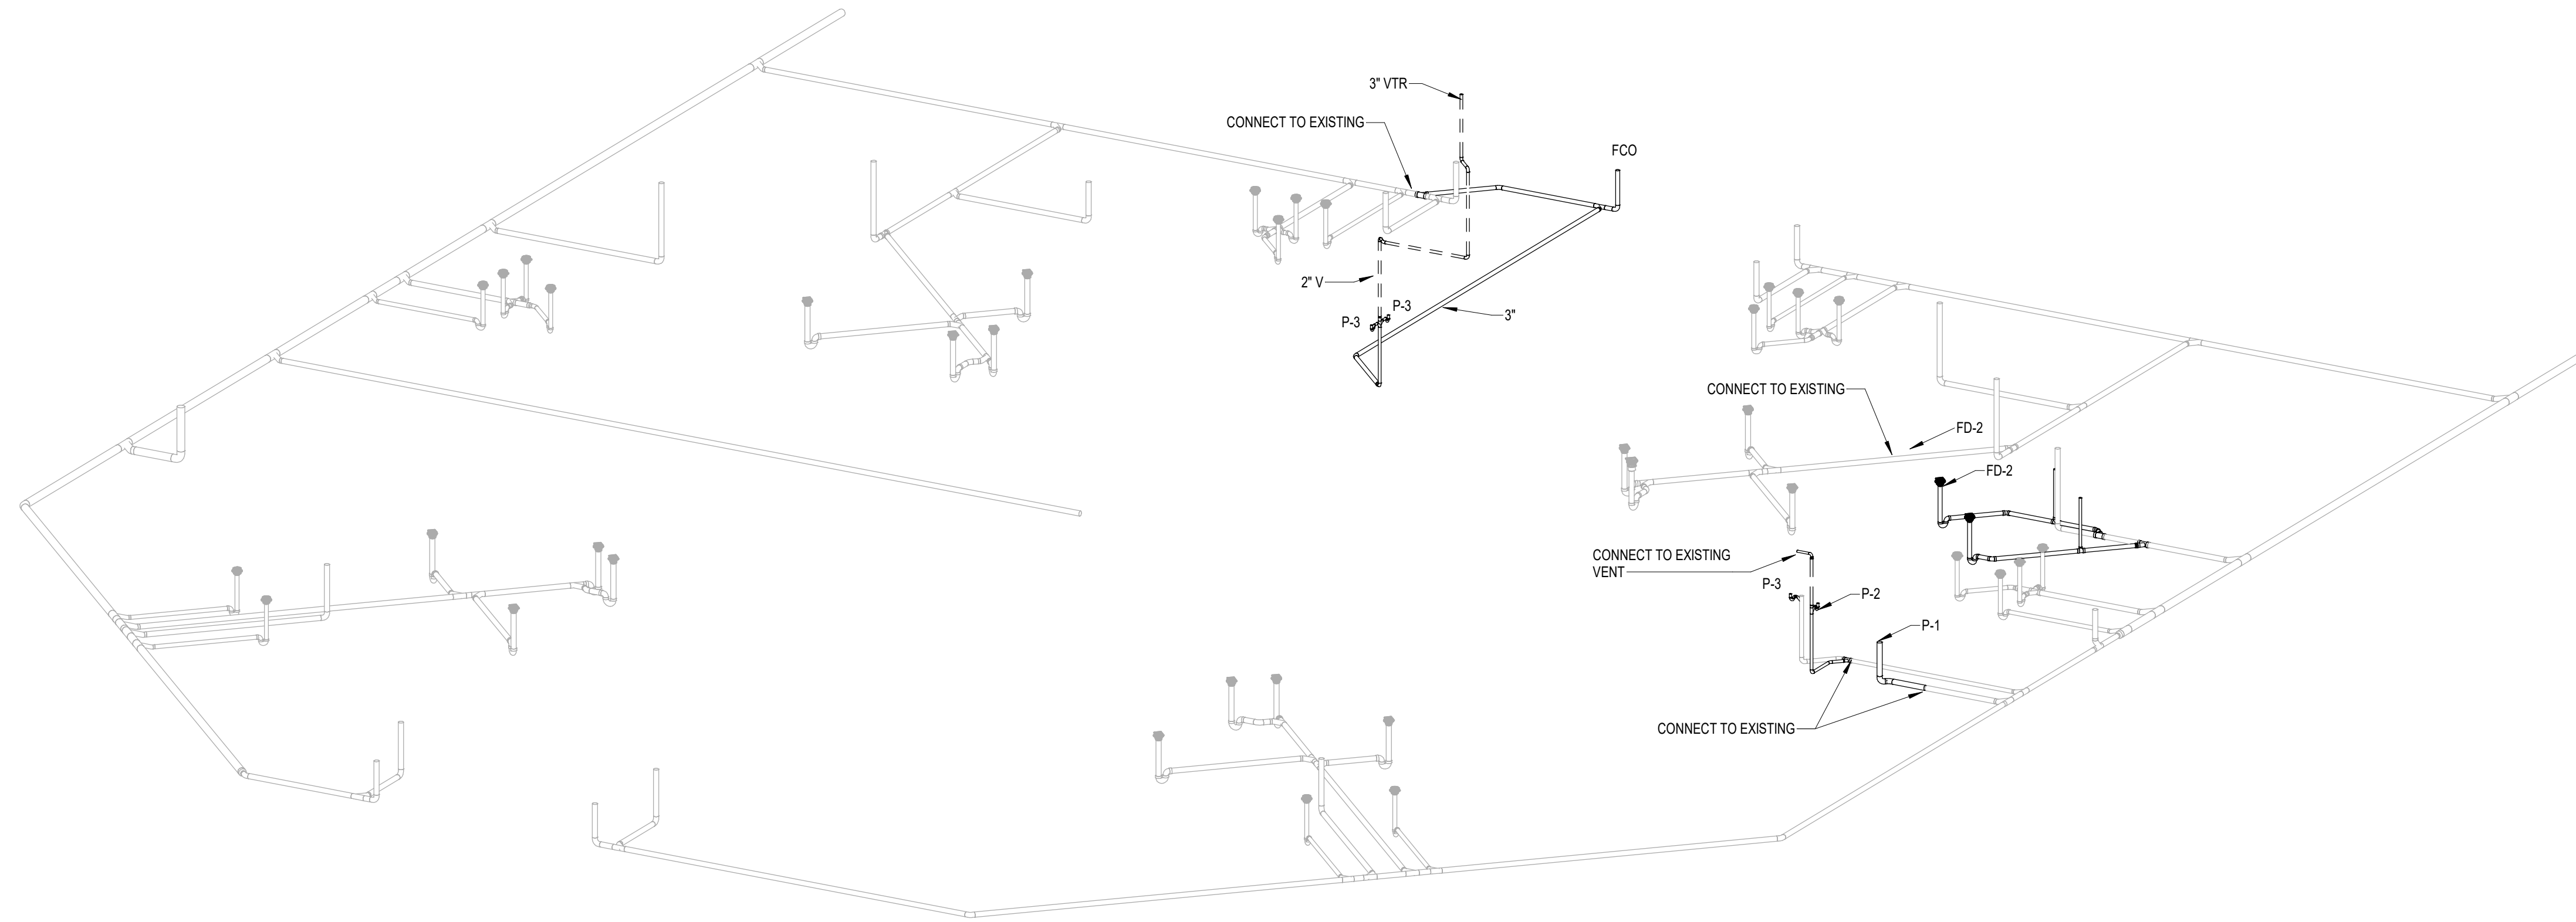 3" VTR
CONNECT TO EXISTING
FCO
2" V
P-3
P-3
3"
CONNECT TO EXISTING
FD-2
FD-2
CONNECT TO EXISTING
VENT
P-3
P-2
P-1
CONNECT TO EXISTING